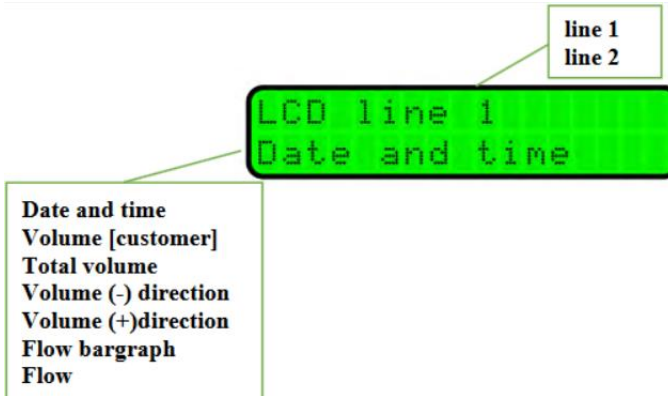 line 1
line 2
LCD line 1
Date and time
Date and time
Volume [customer]
Total volume
Volume (-) direction
Volume (+)direction
Flow bargraph
Flow